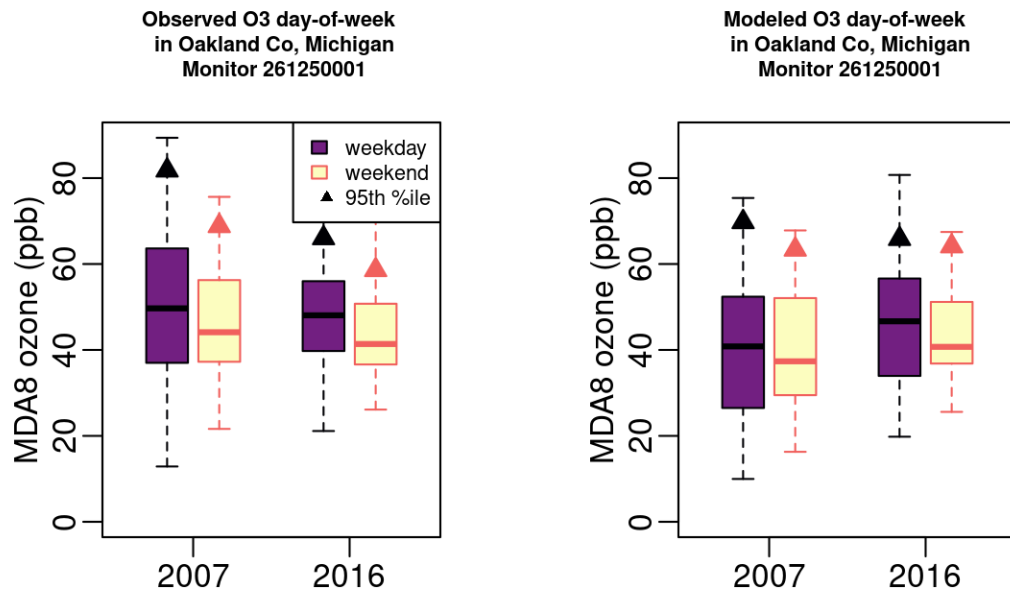 Observed O3 day-of-week
in Oakland Co, Michigan
Monitor 261250001
MDA8 ozone (ppb)
80
60
40
20
0
weekday
weekend
95th %ile
2007
2016
Modeled O3 day-of-week
in Oakland Co, Michigan
Monitor 261250001
MDA8 ozone (ppb)
80
60
40
20
0
2007
2016